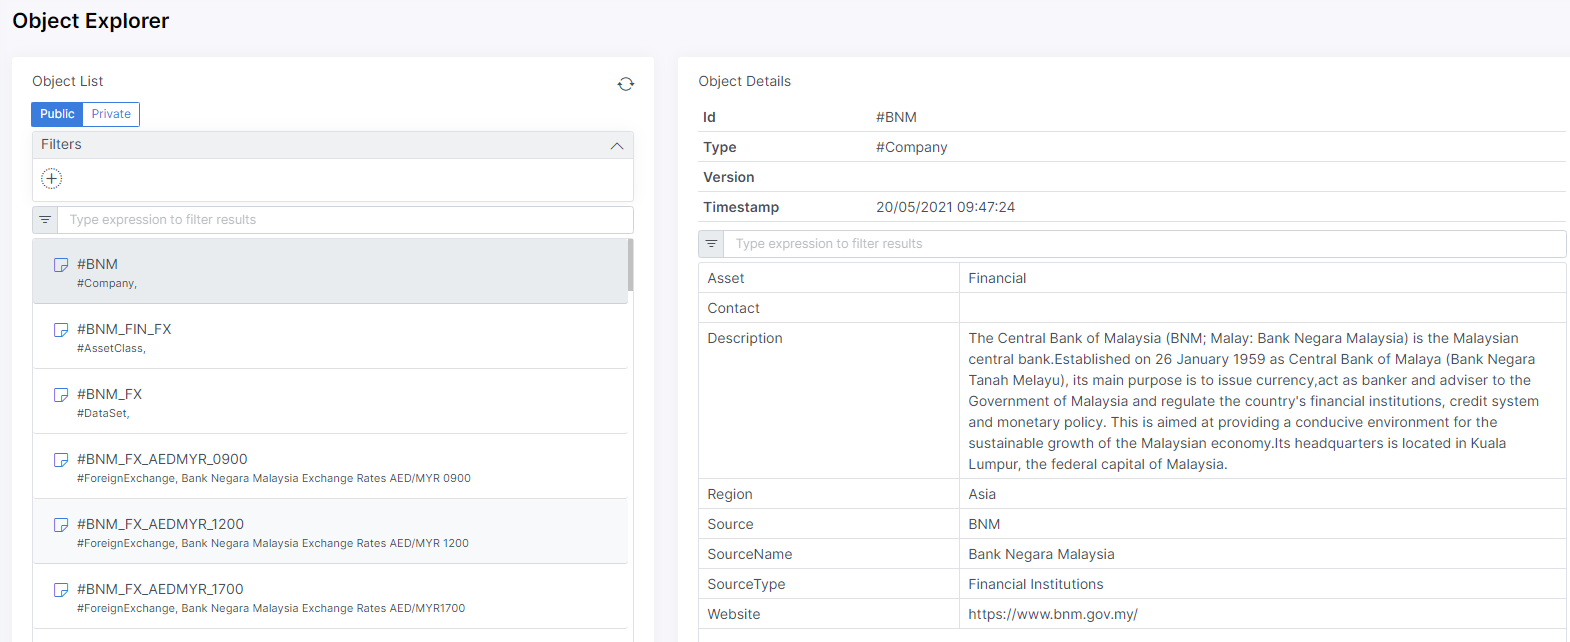 Object Explorer
Object List
Public Private
Filters
Type expression to filter results
#BNM
#Company,
#BNM_FIN_FX
#AssetClass,
#BNM_FX
#DataSet,
#BNM_FX_AEDMYR_0900
#ForeignExchange, Bank Negara Malaysia Exchange Rates AED/MYR 0900
#BNM_FX_AEDMYR_1200
#ForeignExchange, Bank Negara Malaysia Exchange Rates AED/MYR 1200
#BNM_FX_AEDMYR_1700
#ForeignExchange, Bank Negara Malaysia Exchange Rates AED/MYR1700
Object Details
Id #BNM
Type #Company
Version
Timestamp 20/05/2021 09:47:24
Type expression to filter results
Asset Financial
Contact
Description The Central Bank of Malaysia (BNM; Malay: Bank Negara Malaysia) is the Malaysian
central bank.Established on 26 January 1959 as Central Bank of Malaya (Bank Negara
Tanah Melayu), its main purpose is to issue currency,act as banker and adviser to the
Government of Malaysia and regulate the country's financial institutions, credit system
and monetary policy. This is aimed at providing a conducive environment for the
sustainable growth of the Malaysian economy.Its headquarters is located in Kuala
Lumpur, the federal capital of Malaysia.
Region Asia
Source BNM
SourceName Bank Negara Malaysia
SourceType Financial Institutions
Website https://www.bnm.gov.my/